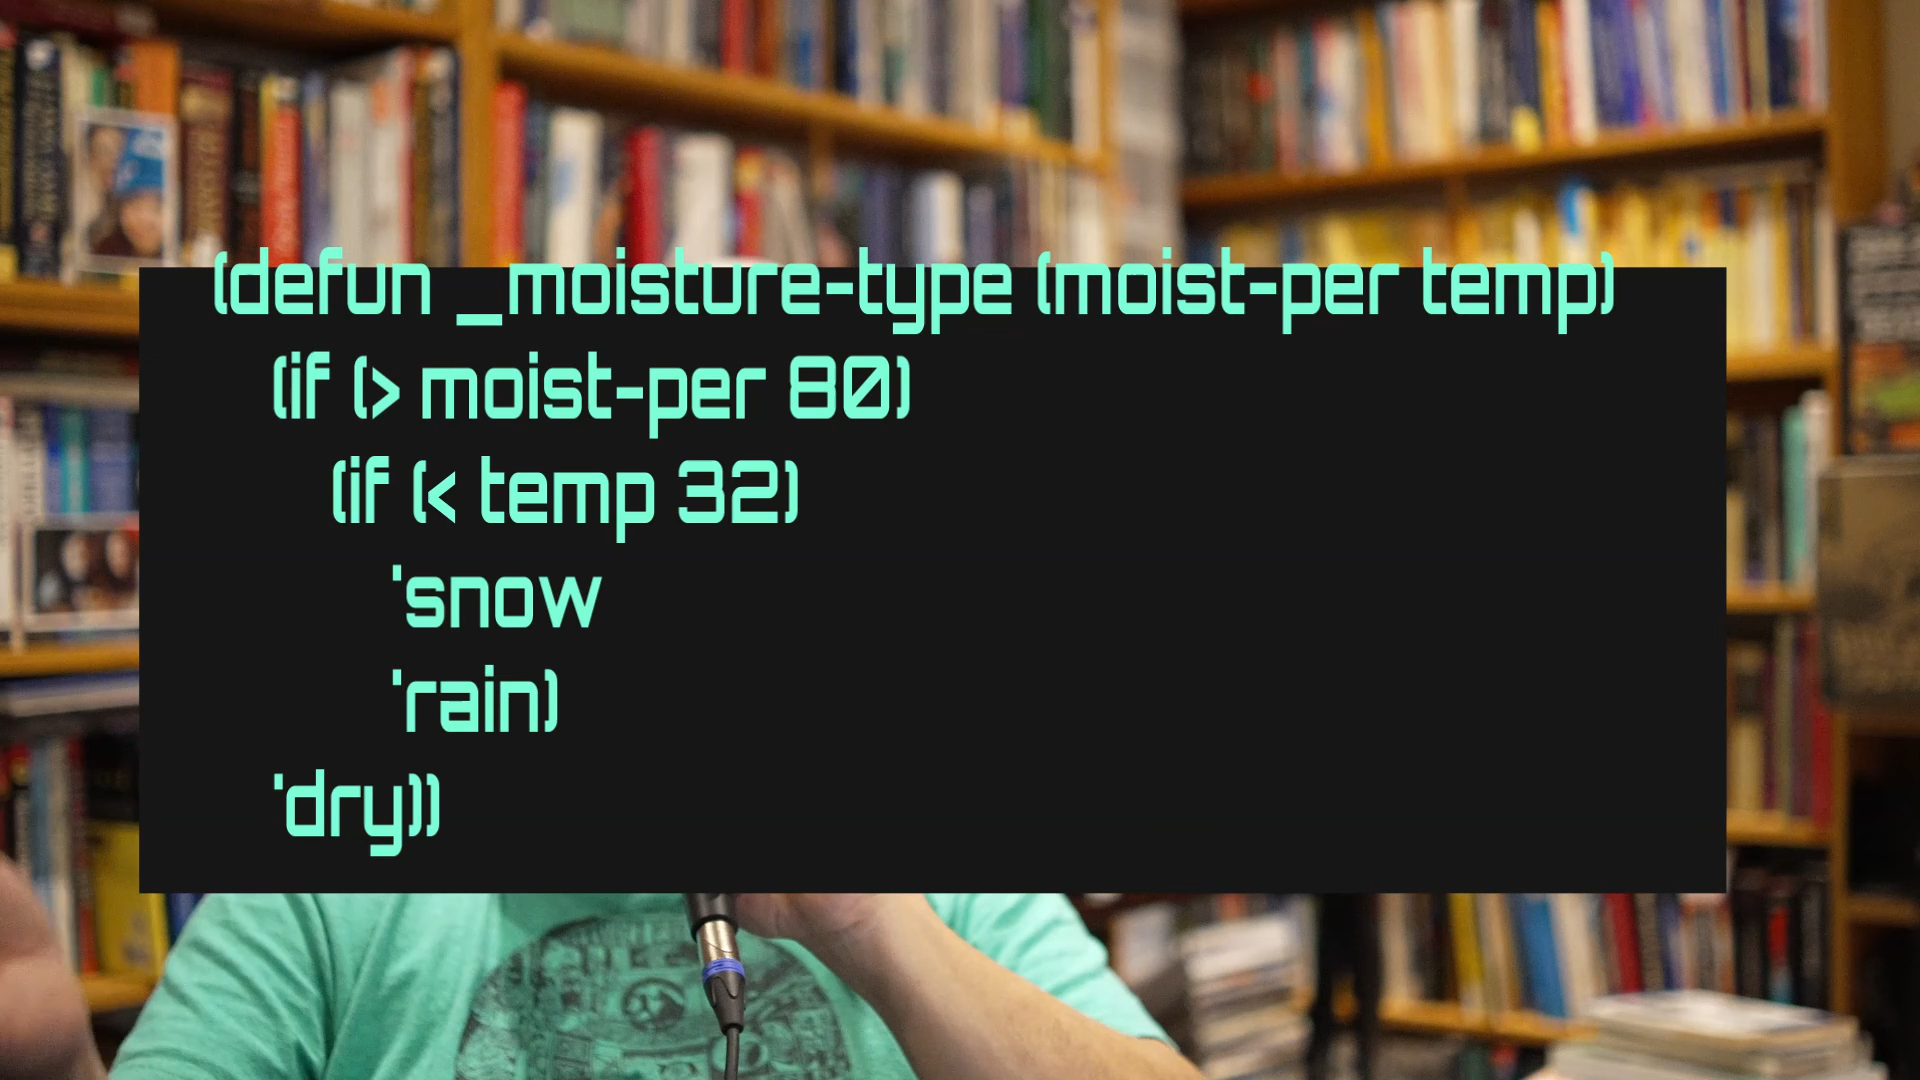 (defun _moisture-type (moist-per temp)
(if (> moist-per 80)
(if (< temp 32)
'snow
'rain)
'dry))